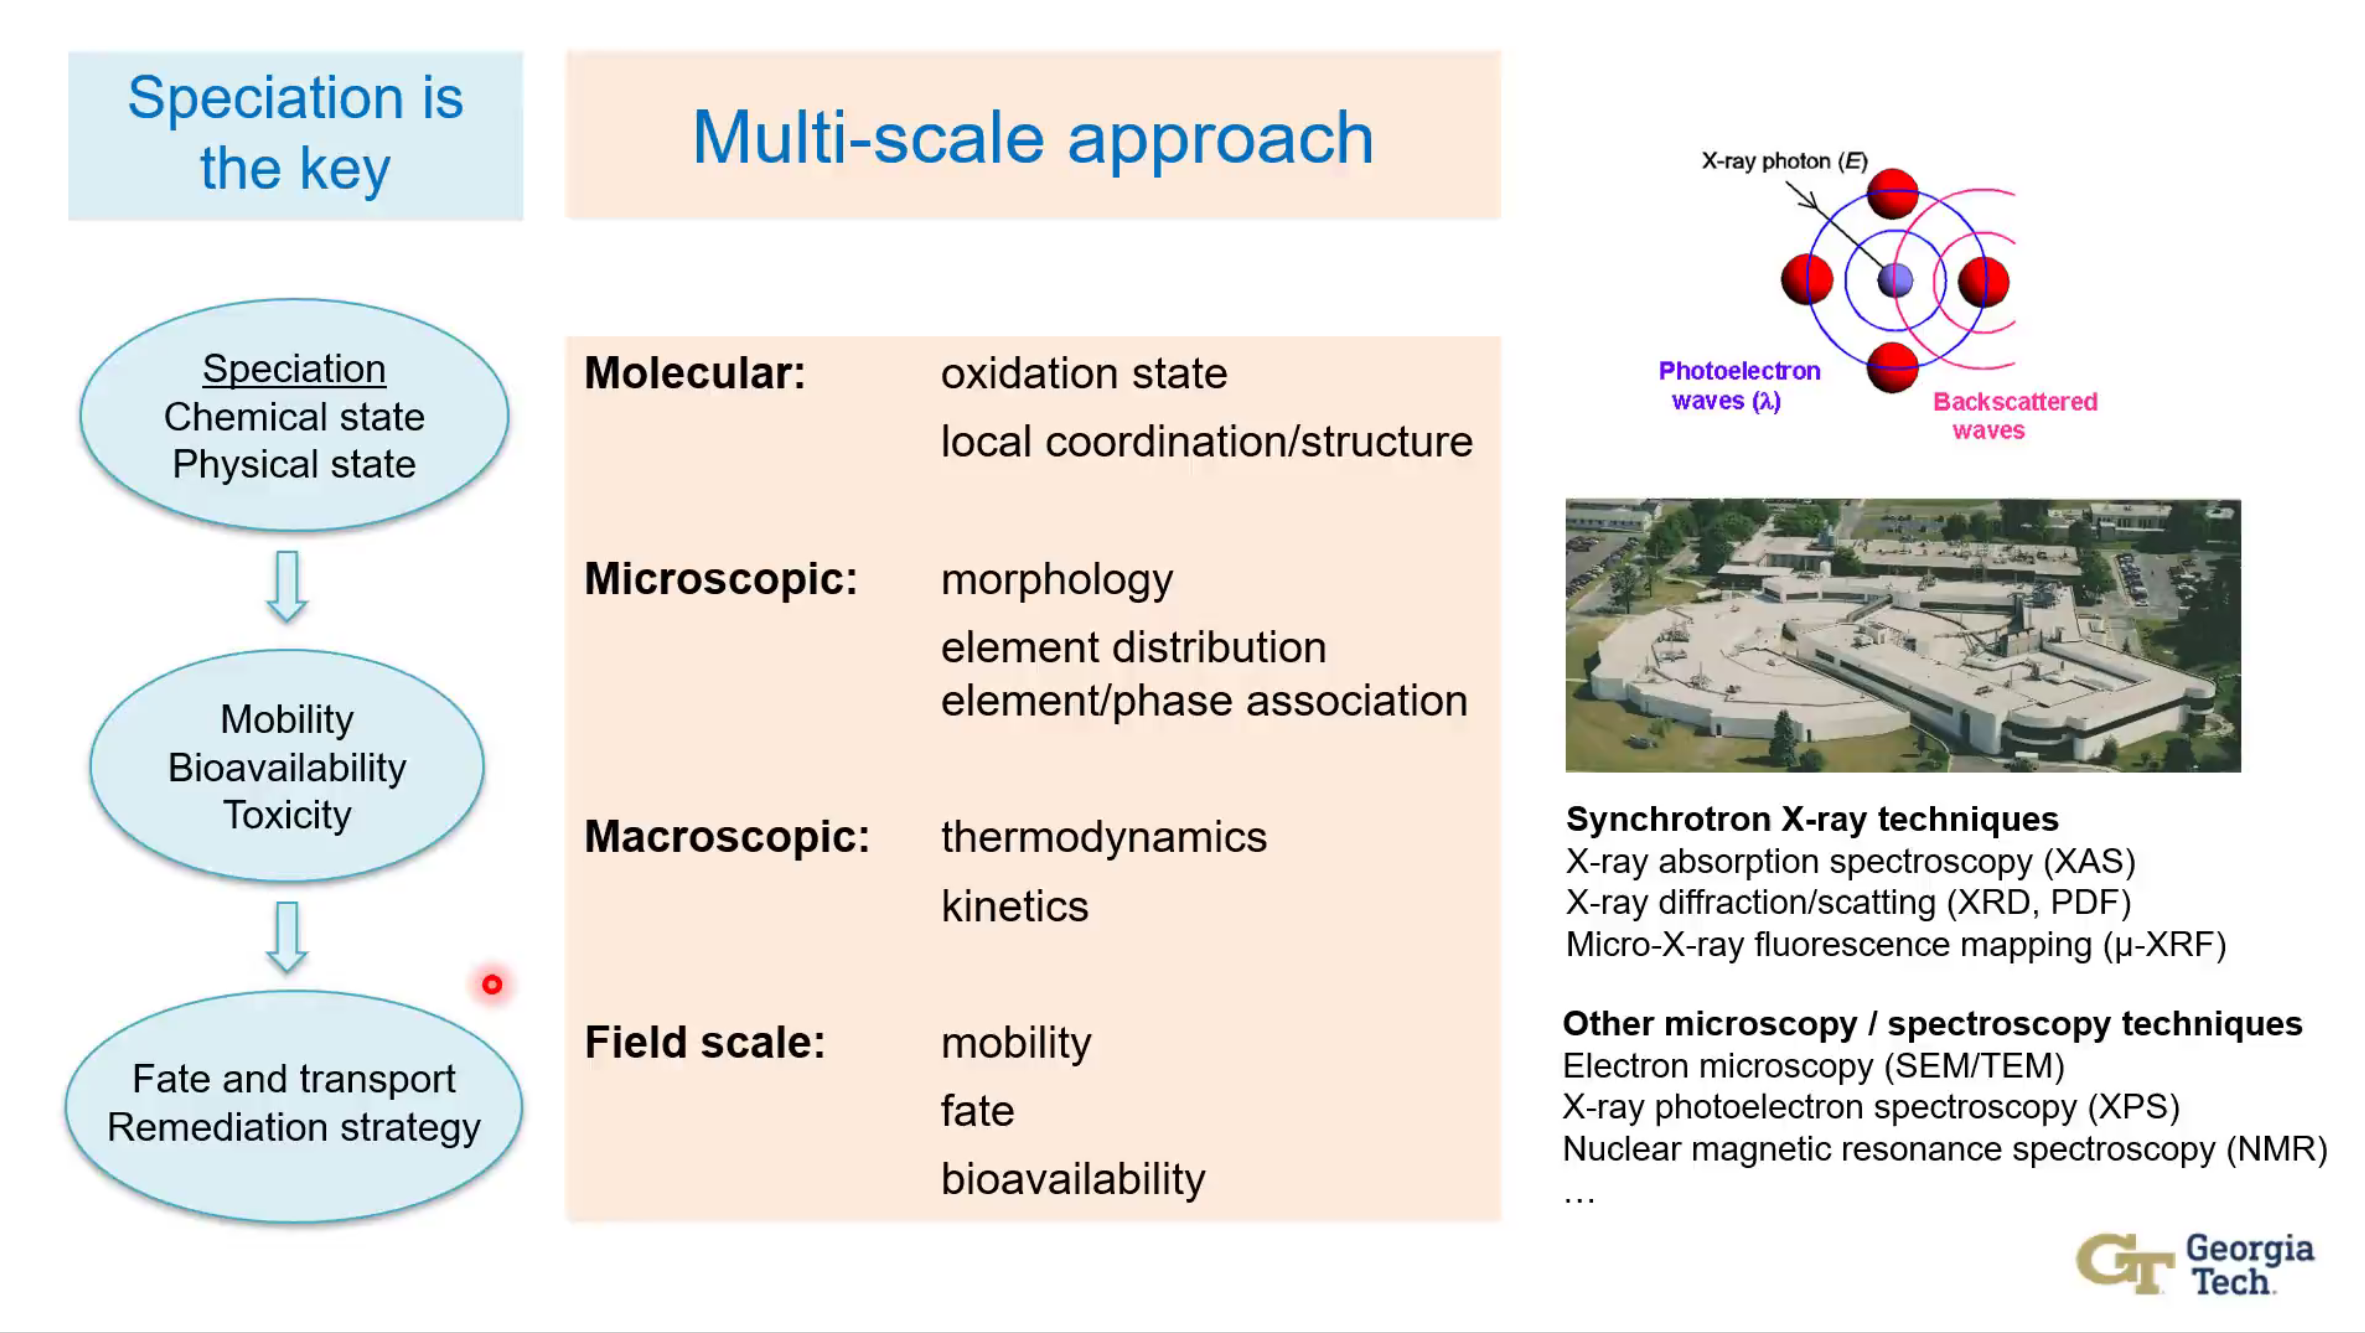 Speciation is
the key
Multi-scale approach
Speciation
Chemical state
Physical state
Mobility
Bioavailability
Toxicity
Fate and transport
Remediation strategy
Molecular: oxidation state
local coordination/structure
Microscopic: morphology
element distribution
element/phase association
Macroscopic: thermodynamics
kinetics
Field scale: mobility
fate
bioavailability
X-ray photon (E)
Photoelectron
waves (λ)
Backscattered
waves
Synchrotron X-ray techniques
X-ray absorption spectroscopy (XAS)
X-ray diffraction/scatting (XRD, PDF)
Micro-X-ray fluorescence mapping (μ-XRF)
Other microscopy / spectroscopy techniques
Electron microscopy (SEM/TEM)
X-ray photoelectron spectroscopy (XPS)
Nuclear magnetic resonance spectroscopy (NMR)
…
GT Georgia
Tech.